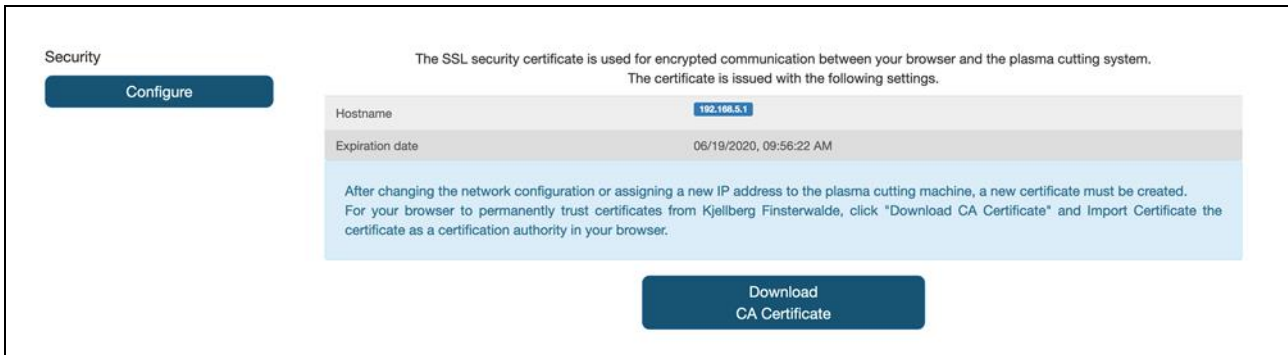 Security
Configure
The SSL security certificate is used for encrypted communication between your browser and the plasma cutting system.
The certificate is issued with the following settings.
Hostname 192.168.5.1
Expiration date 06/19/2020, 09:56:22 AM
After changing the network configuration or assigning a new IP address to the plasma cutting machine, a new certificate must be created.
For your browser to permanently trust certificates from Kjellberg Finsterwalde, click "Download CA Certificate" and Import Certificate the
certificate as a certification authority in your browser.
Download
CA Certificate